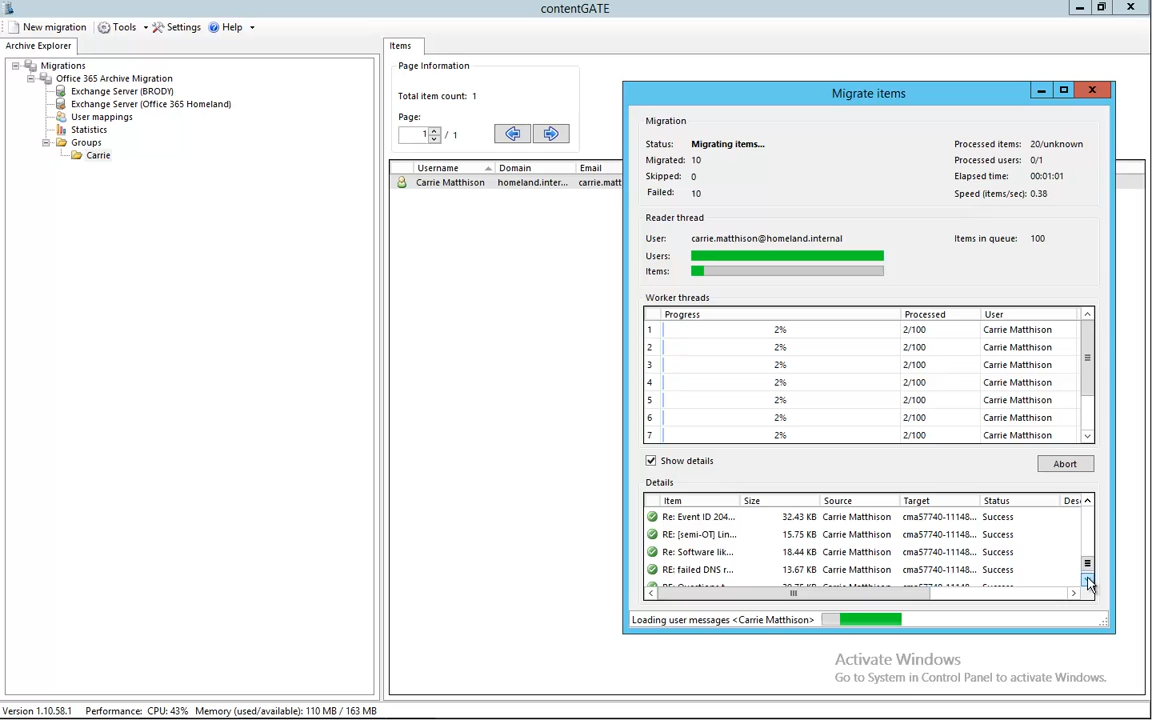 contentGATE
New migration Tools Settings Help
Archive Explorer
Migrations
Office 365 Archive Migration
Exchange Server (BRODY)
Exchange Server (Office 365 Homeland)
User mappings
Statistics
Groups
Carrie
Items
Page Information
Total item count: 1
Page:
1 / 1
Username Domain Email
Carrie Matthison homeland.inter... carrie.matt
Migrate items
Migration
Status: Migrating items... Processed items: 20/unknown
Migrated: 10 Processed users: 0/1
Skipped: 0 Elapsed time: 00:01:01
Failed: 10 Speed (items/sec): 0.38
Reader thread
User: carrie.matthison@homeland.internal Items in queue: 100
Users:
Items:
Worker threads
Progress Processed User
1 2% 2/100 Carrie Matthison
2 2% 2/100 Carrie Matthison
3 2% 2/100 Carrie Matthison
4 2% 2/100 Carrie Matthison
5 2% 2/100 Carrie Matthison
6 2% 2/100 Carrie Matthison
7 2% 2/100 Carrie Matthison
Show details Abort
Details
Item Size Source Target Status Des
Re: Event ID 204... 32.43 KB Carrie Matthison cma57740-11148... Success
RE: [semi-OT] Lin... 15.75 KB Carrie Matthison cma57740-11148... Success
Re: Software lik... 18.44 KB Carrie Matthison cma57740-11148... Success
RE: failed DNS r... 13.67 KB Carrie Matthison cma57740-11148... Success
Loading user messages <Carrie Matthison>
Activate Windows
Go to System in Control Panel to activate Windows.
Version 1.10.58.1 Performance: CPU: 43% Memory (used/available): 110 MB / 163 MB